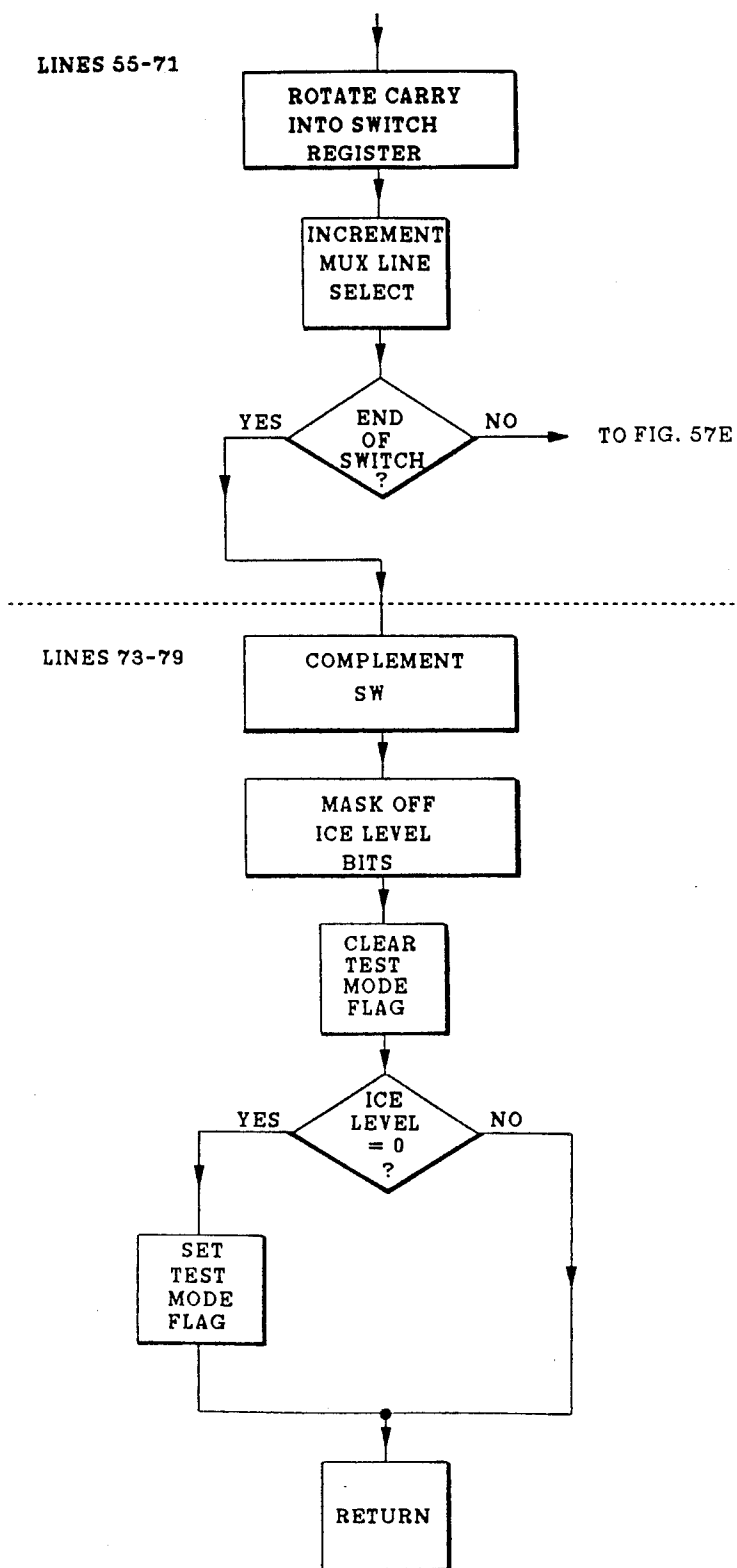 LINES 55-71
ROTATE CARRY
INTO SWITCH
REGISTER
INCREMENT
MUX LINE
SELECT
YES
END
OF
SWITCH
?
NO
TO FIG. 57E
LINES 73-79
COMPLEMENT
SW
MASK OFF
ICE LEVEL
BITS
CLEAR
TEST
MODE
FLAG
YES
ICE
LEVEL
= 0
?
NO
SET
TEST
MODE
FLAG
RETURN